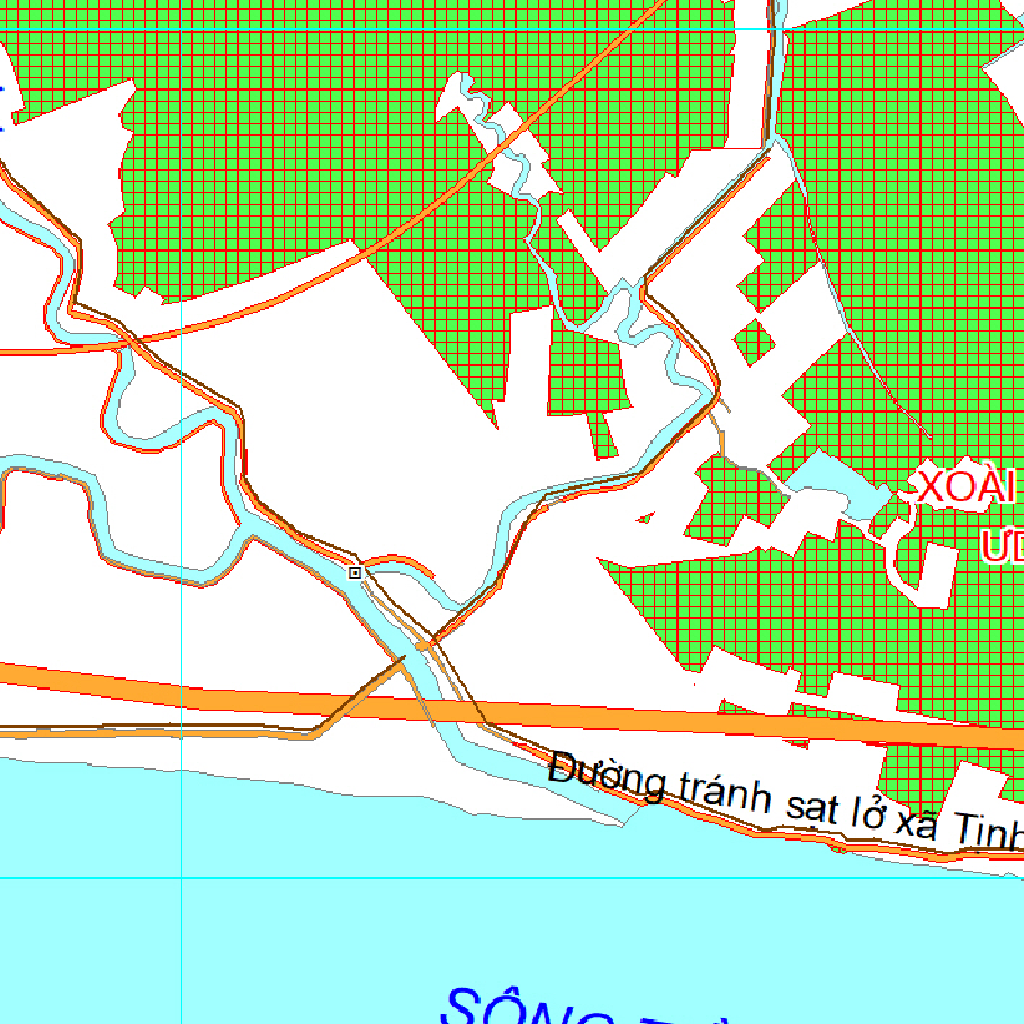 XOÀI
Đường tránh sat lở xã Tinh
SÔNG